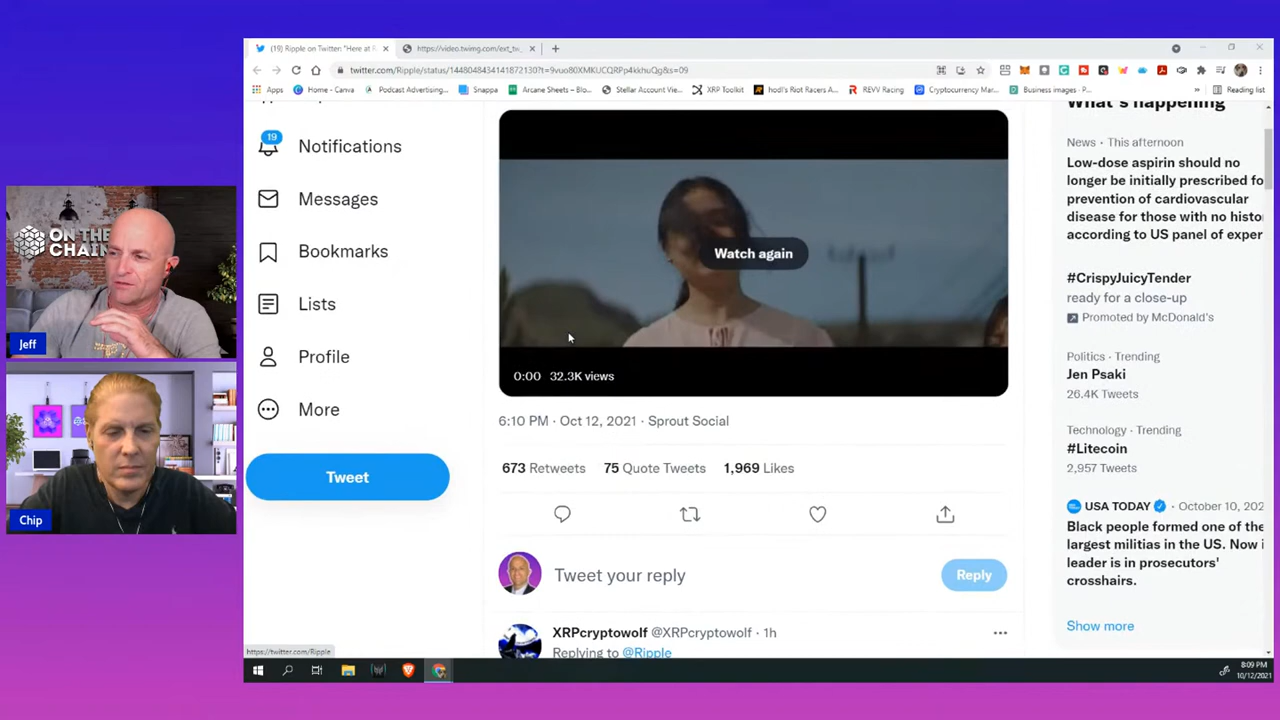 (19) Ripple on Twitter: "Here at R
https://video.twimg.com/ext_tw_
twitter.com/Ripple/status/1448048434141872130?t=9vuo80XMKUCQRPp4kkhuQg&s=09
Apps
Home - Canva
Podcast Advertising...
Snappa
Arcane Sheets – Blo...
Stellar Account Vie...
XRP Toolkit
hodl's Riot Racers A...
REVV Racing
Cryptocurrency Mar...
Business images · P...
»
Reading list
19
Notifications
Messages
Bookmarks
Lists
Profile
More
Tweet
Watch again
0:00 32.3K views
6:10 PM · Oct 12, 2021 · Sprout Social
673 Retweets 75 Quote Tweets 1,969 Likes
Tweet your reply
Reply
XRPcryptowolf @XRPcryptowolf · 1h
Replying to @Ripple
What's happening
News · This afternoon
Low-dose aspirin should no
longer be initially prescribed fo
prevention of cardiovascular
disease for those with no histo
according to US panel of exper
#CrispyJuicyTender
ready for a close-up
Promoted by McDonald's
Politics · Trending
Jen Psaki
26.4K Tweets
Technology · Trending
#Litecoin
2,957 Tweets
USA TODAY · October 10, 202
Black people formed one of the
largest militias in the US. Now i
leader is in prosecutors'
crosshairs.
Show more
https://twitter.com/Ripple
8:09 PM
10/12/2021
ON THE
CHAIN
Jeff
Chip